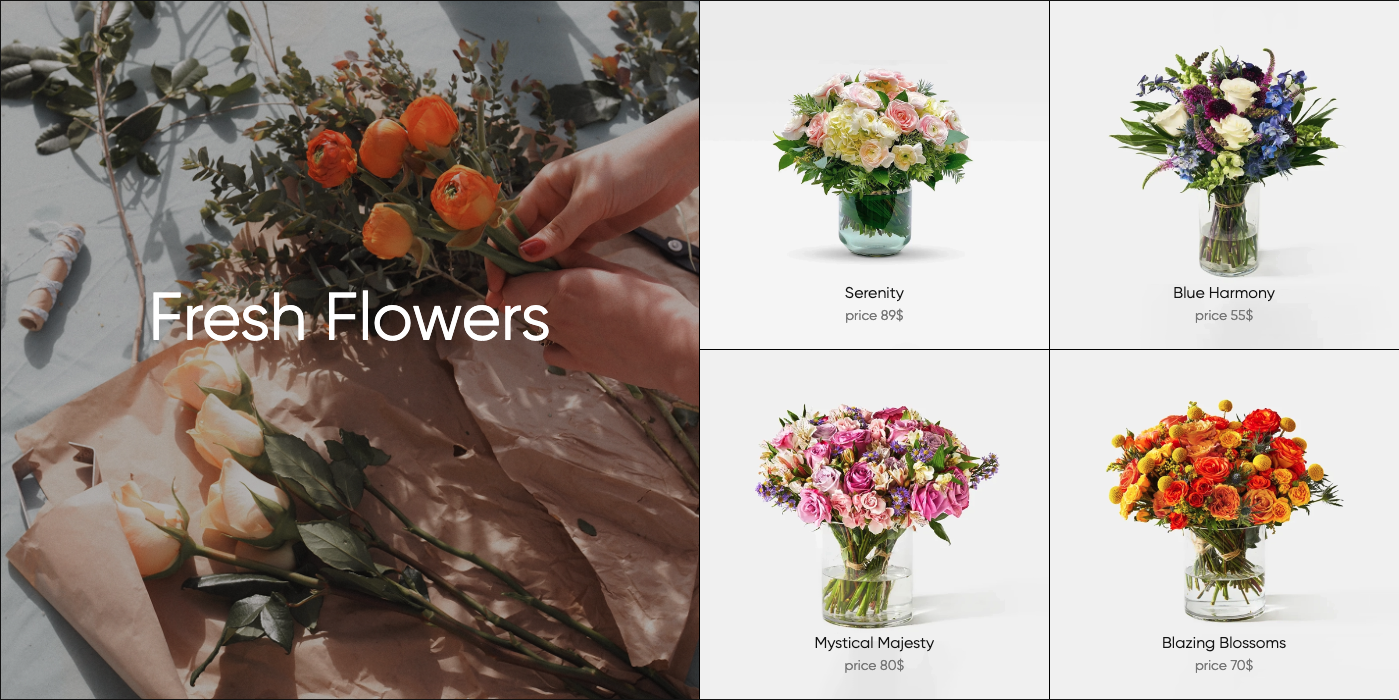 Fresh Flowers
Serenity
price 89$
Blue Harmony
price 55$
Mystical Majesty
price 80$
Blazing Blossoms
price 70$